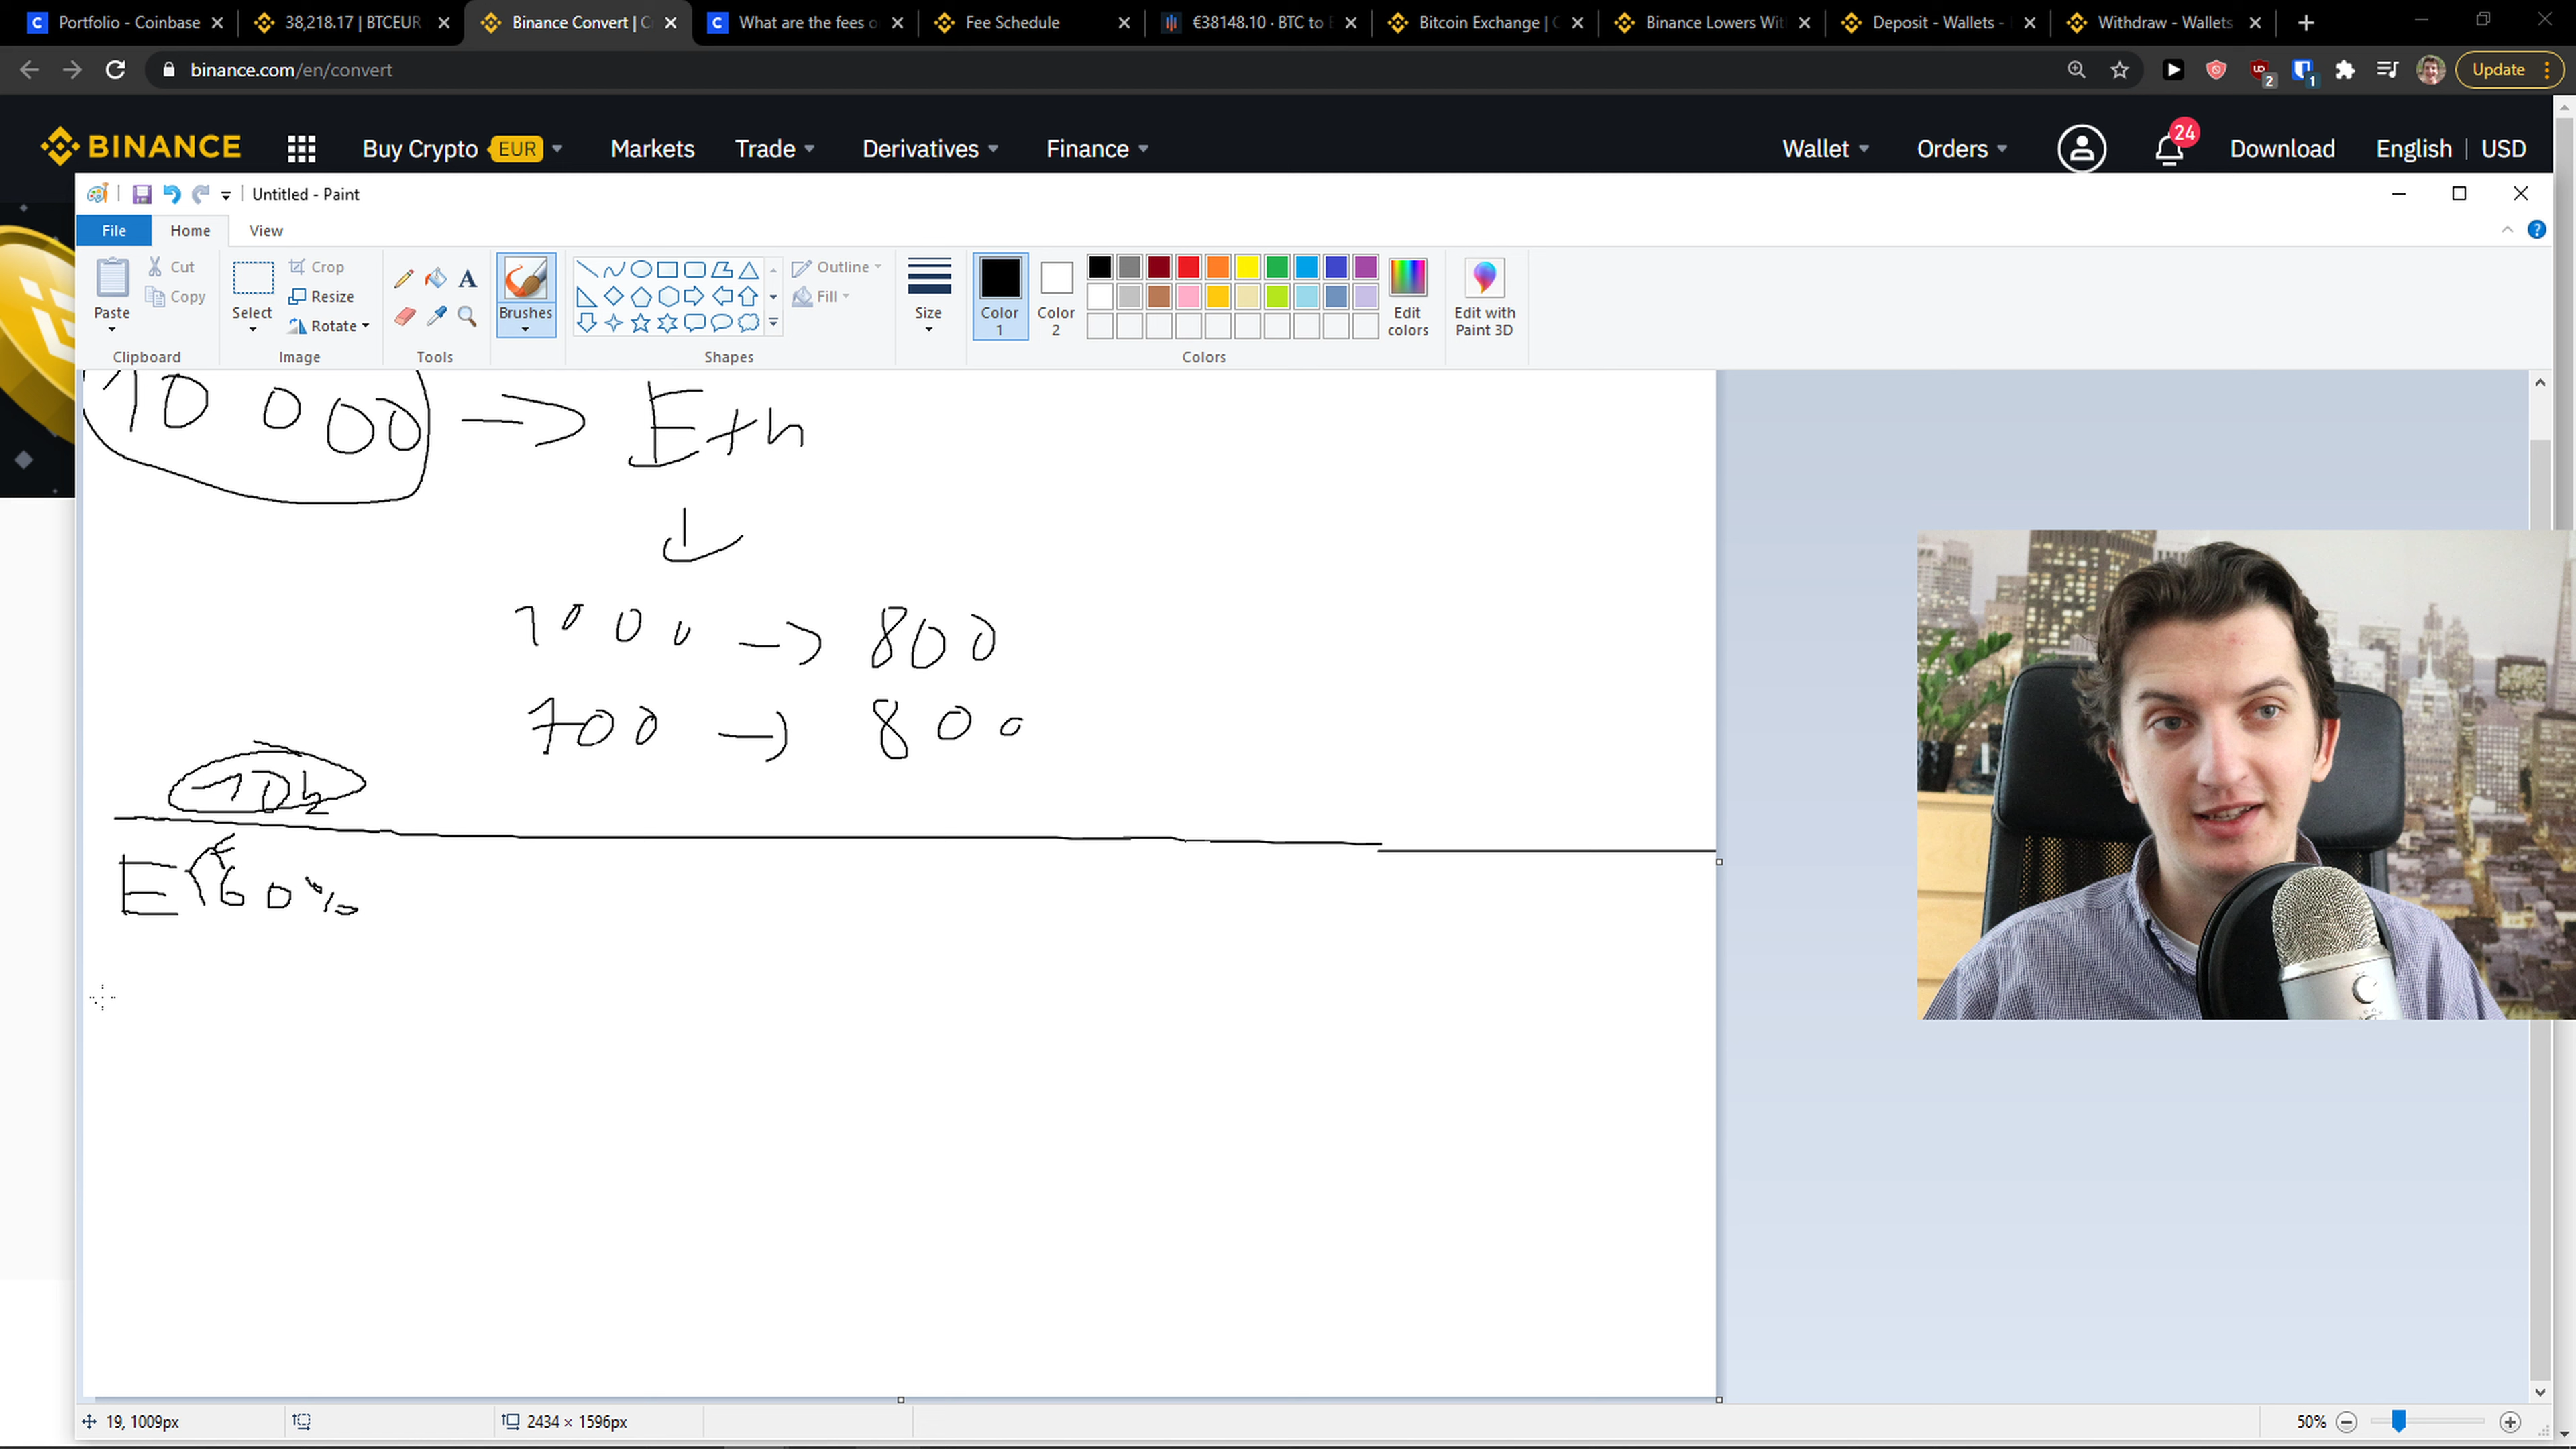 Portfolio - Coinbase
38,218.17 | BTCEUR
Binance Convert | C
What are the fees o
Fee Schedule
€38148.10 · BTC to
Bitcoin Exchange | C
Binance Lowers Wit
Deposit - Wallets -
Withdraw - Wallets
binance.com/en/convert
2
1
Update
BINANCE
Buy Crypto EUR
Markets
Trade
Derivatives
Finance
Wallet
Orders
24
Download
English | USD
Untitled - Paint
File
Home
View
Paste
Cut
Copy
Clipboard
Select
Crop
Resize
Rotate
Image
A
Tools
Brushes
Shapes
Outline
Fill
Size
Color 1
Color 2
Edit colors
Colors
Edit with Paint 3D
10 000 → Eth
1000 → 800
700 → 800
60%
19, 1009px
2434 × 1596px
50%